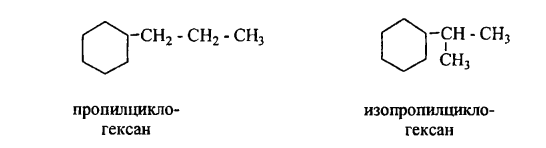 CH₂ - CH₂ - CH₃
CH - CH₃
CH₃
пропилцикло-
гексан
изопропилцикло-
гексан